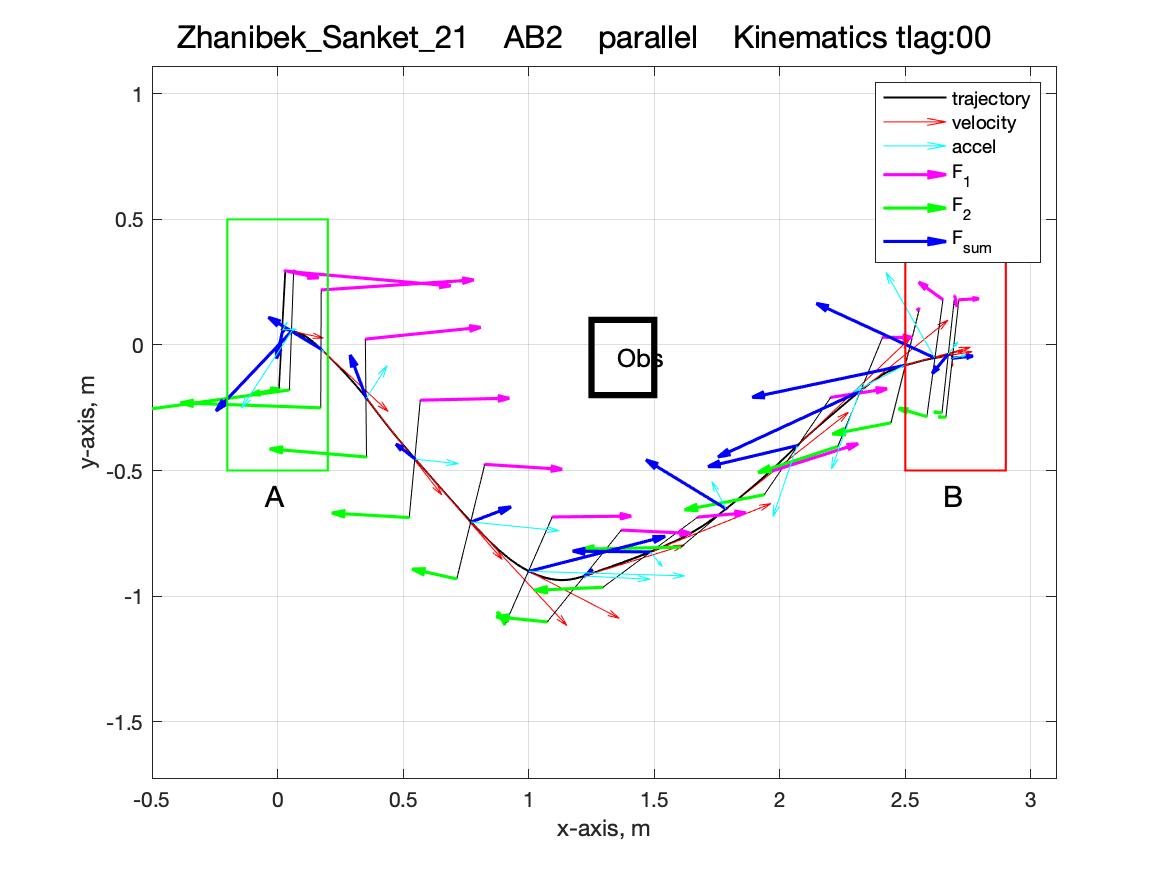 Zhanibek_Sanket_21 AB2 parallel Kinematics tlag:00
trajectory
velocity
accel
F1
F2
Fsum
1
0.5
0
-0.5
-1
-1.5
y-axis, m
Obs
A
B
-0.5 0 0.5 1 1.5 2 2.5 3
x-axis, m